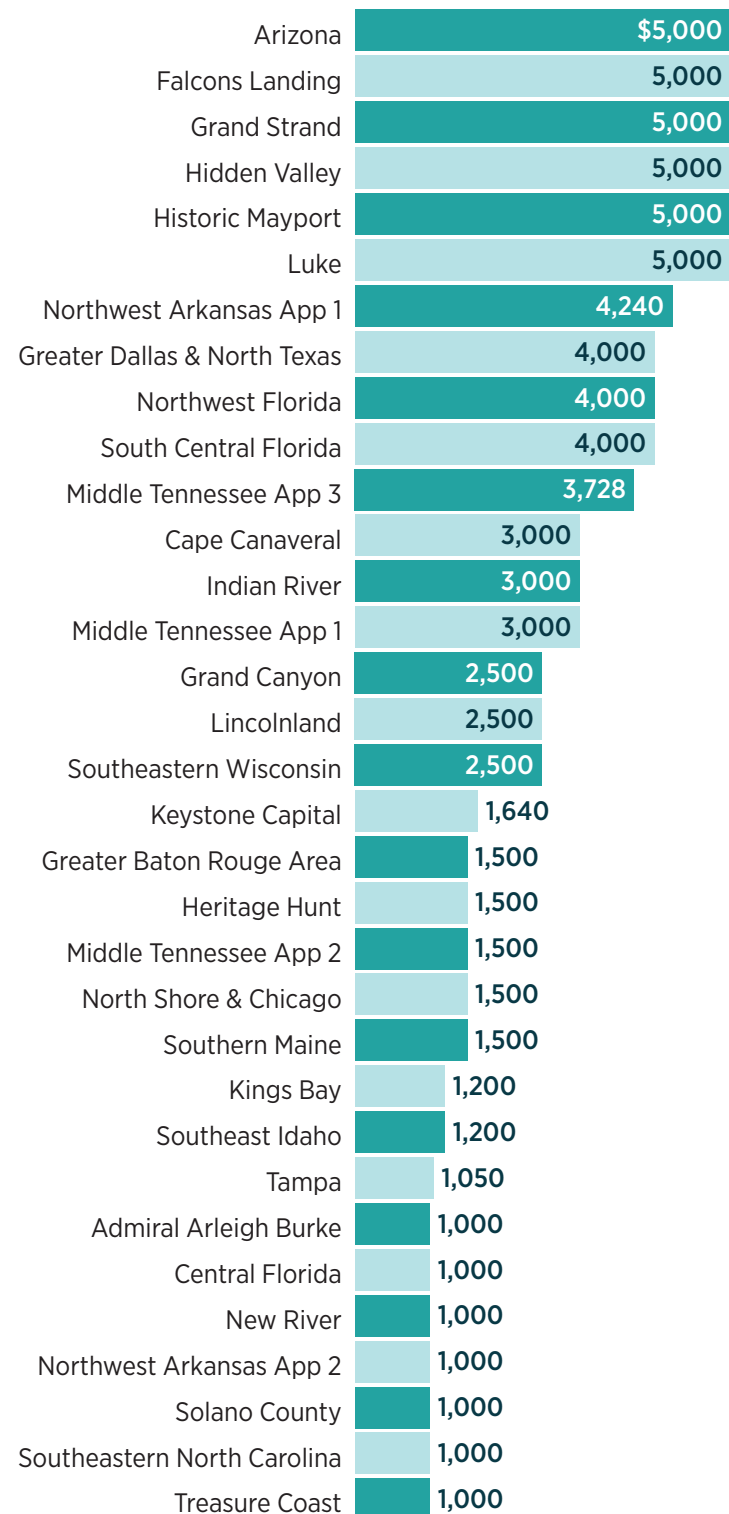 Arizona $5,000
Falcons Landing 5,000
Grand Strand 5,000
Hidden Valley 5,000
Historic Mayport 5,000
Luke 5,000
Northwest Arkansas App 1 4,240
Greater Dallas & North Texas 4,000
Northwest Florida 4,000
South Central Florida 4,000
Middle Tennessee App 3 3,728
Cape Canaveral 3,000
Indian River 3,000
Middle Tennessee App 1 3,000
Grand Canyon 2,500
Lincolnland 2,500
Southeastern Wisconsin 2,500
Keystone Capital 1,640
Greater Baton Rouge Area 1,500
Heritage Hunt 1,500
Middle Tennessee App 2 1,500
North Shore & Chicago 1,500
Southern Maine 1,500
Kings Bay 1,200
Southeast Idaho 1,200
Tampa 1,050
Admiral Arleigh Burke 1,000
Central Florida 1,000
New River 1,000
Northwest Arkansas App 2 1,000
Solano County 1,000
Southeastern North Carolina 1,000
Treasure Coast 1,000